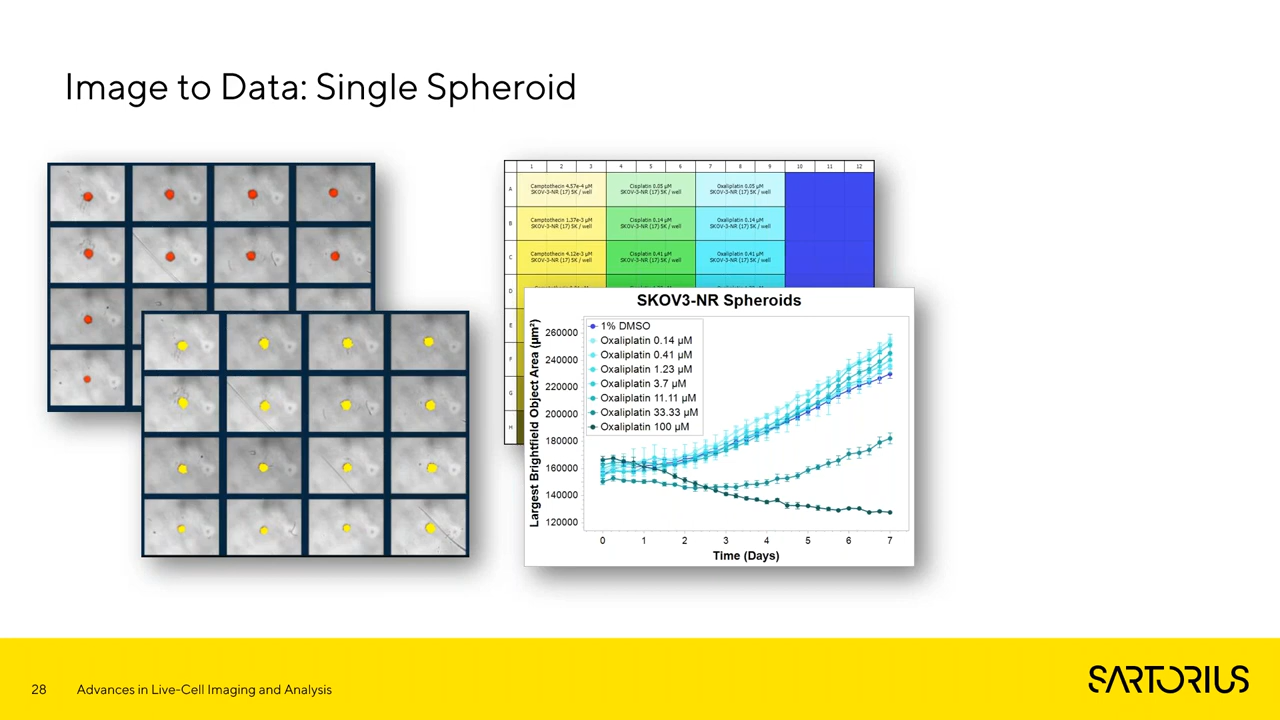 Image to Data: Single Spheroid
1 2 3 4 5 6 7 8 9 10 11 12
A
Camptothecin 4.57e-4 µM
SKOV-3-NR (17) 5K / well
Cisplatin 0.05 µM
SKOV-3-NR (17) 5K / well
Oxaliplatin 0.05 µM
SKOV-3-NR (17) 5K / well
B
Camptothecin 1.37e-3 µM
SKOV-3-NR (17) 5K / well
Cisplatin 0.14 µM
SKOV-3-NR (17) 5K / well
Oxaliplatin 0.14 µM
SKOV-3-NR (17) 5K / well
C
Camptothecin 4.12e-3 µM
SKOV-3-NR (17) 5K / well
Cisplatin 0.41 µM
SKOV-3-NR (17) 5K / well
Oxaliplatin 0.41 µM
SKOV-3-NR (17) 5K / well
D
E
F
G
H
SKOV3-NR Spheroids
Largest Brightfield Object Area (µm²)
260000
240000
220000
200000
180000
160000
140000
120000
1% DMSO
Oxaliplatin 0.14 µM
Oxaliplatin 0.41 µM
Oxaliplatin 1.23 µM
Oxaliplatin 3.7 µM
Oxaliplatin 11.11 µM
Oxaliplatin 33.33 µM
Oxaliplatin 100 µM
0 1 2 3 4 5 6 7
Time (Days)
28 Advances in Live-Cell Imaging and Analysis
SARTORIUS